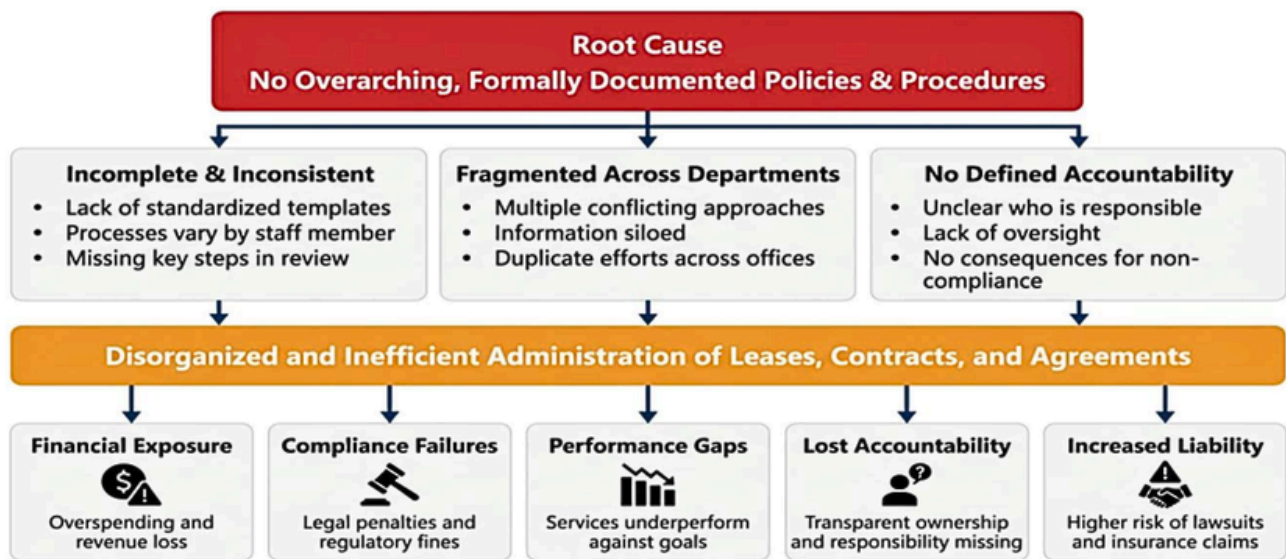 Root Cause
No Overarching, Formally Documented Policies & Procedures
Incomplete & Inconsistent
• Lack of standardized templates
• Processes vary by staff member
• Missing key steps in review
Fragmented Across Departments
• Multiple conflicting approaches
• Information siloed
• Duplicate efforts across offices
No Defined Accountability
• Unclear who is responsible
• Lack of oversight
• No consequences for non-
compliance
Disorganized and Inefficient Administration of Leases, Contracts, and Agreements
Financial Exposure
$
Overspending and
revenue loss
Compliance Failures
Legal penalties and
regulatory fines
Performance Gaps
Services underperform
against goals
Lost Accountability
?
Transparent ownership
and responsibility missing
Increased Liability
Higher risk of lawsuits
and insurance claims